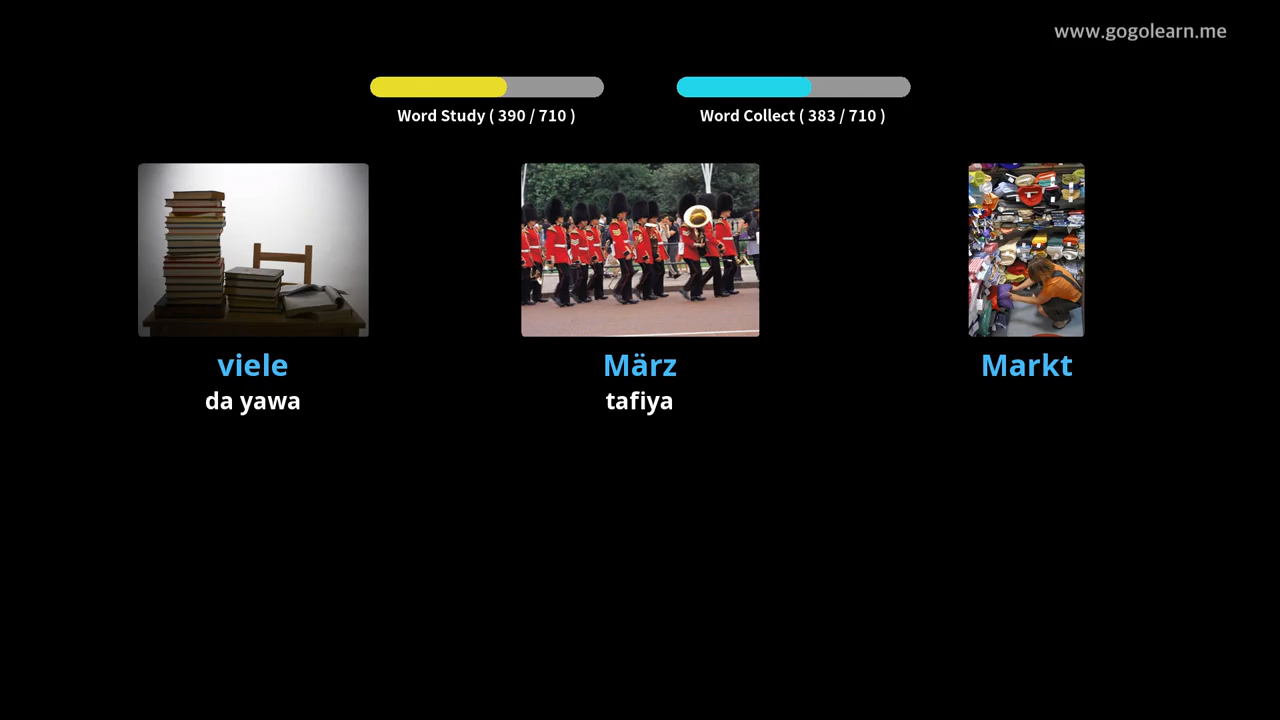 www.gogolearn.me
Word Study ( 390 / 710 )
Word Collect ( 383 / 710 )
viele
März
Markt
da yawa
tafiya